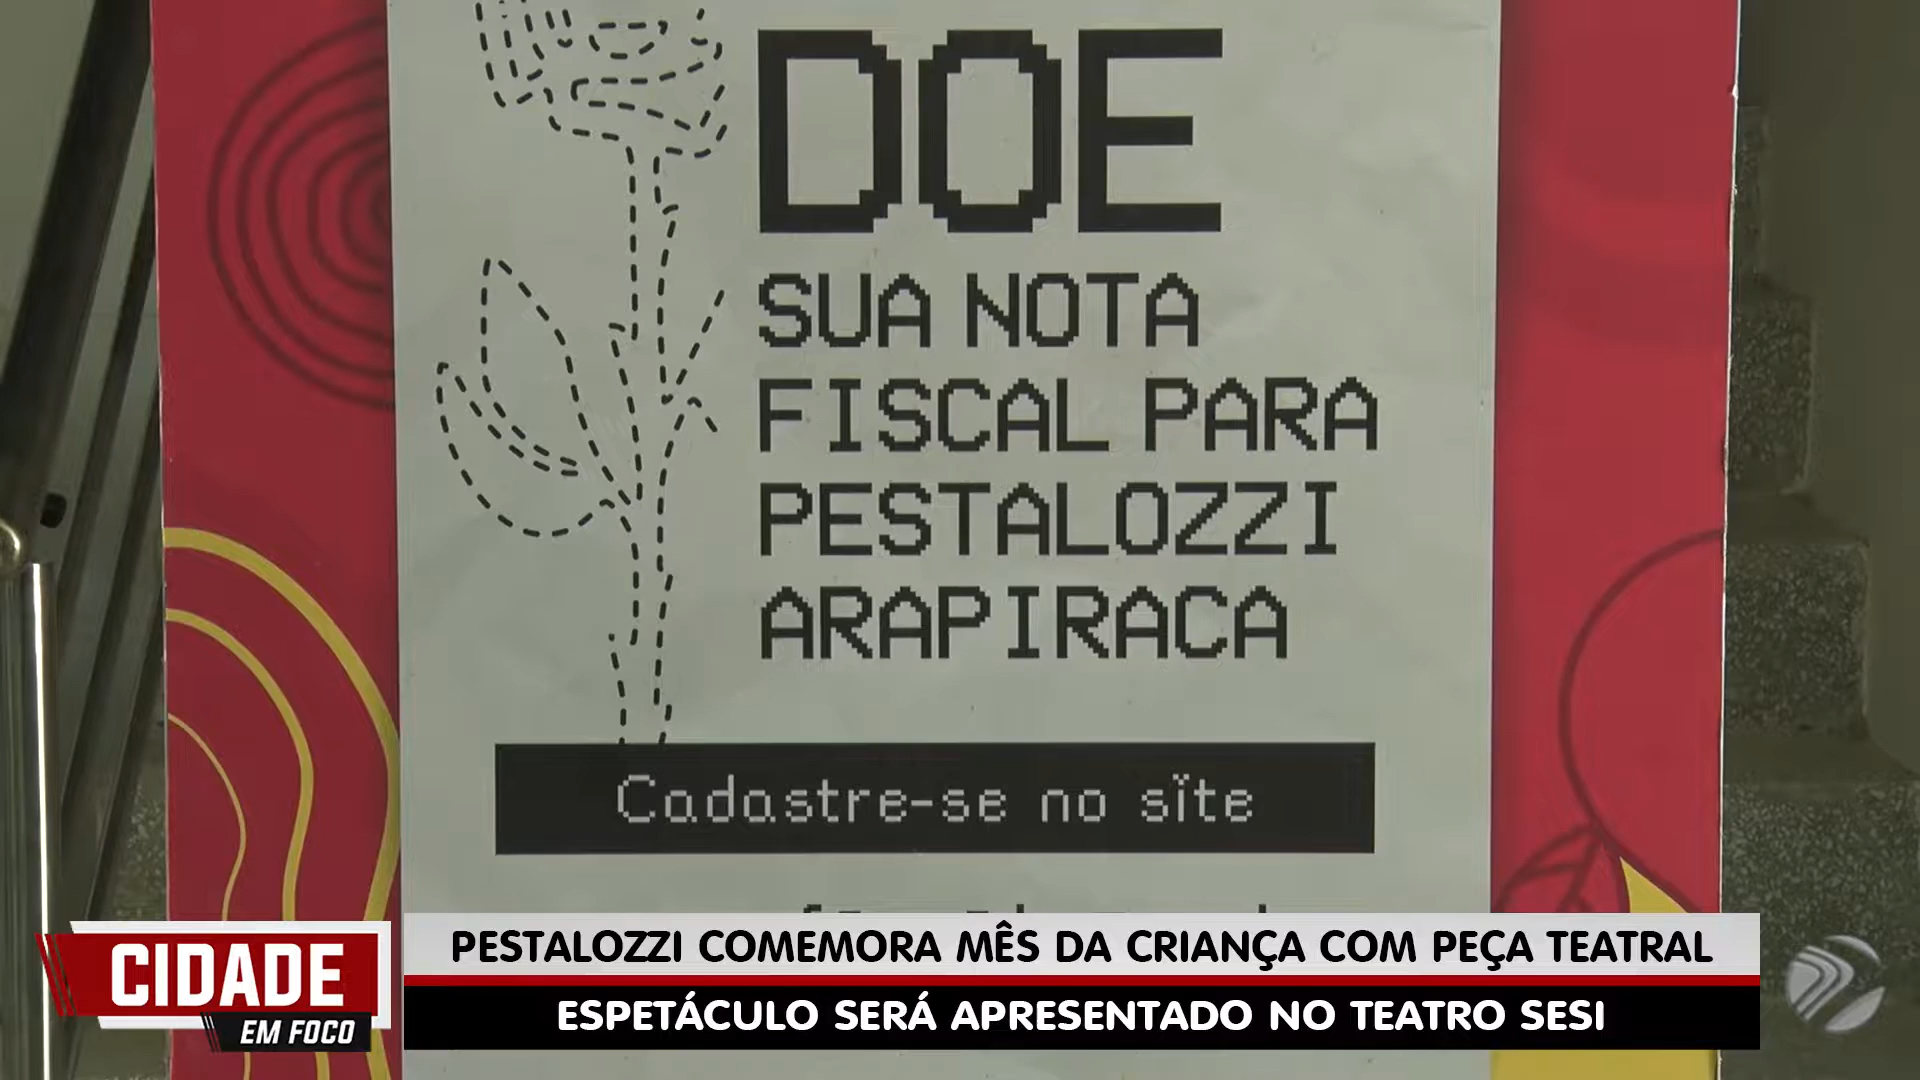 DOE
SUA NOTA
FISCAL PARA
PESTALOZZI
ARAPIRACA
Cadastre-se no site
PESTALOZZI COMEMORA MÊS DA CRIANÇA COM PEÇA TEATRAL
ESPETÁCULO SERÁ APRESENTADO NO TEATRO SESI
CIDADE
EM FOCO